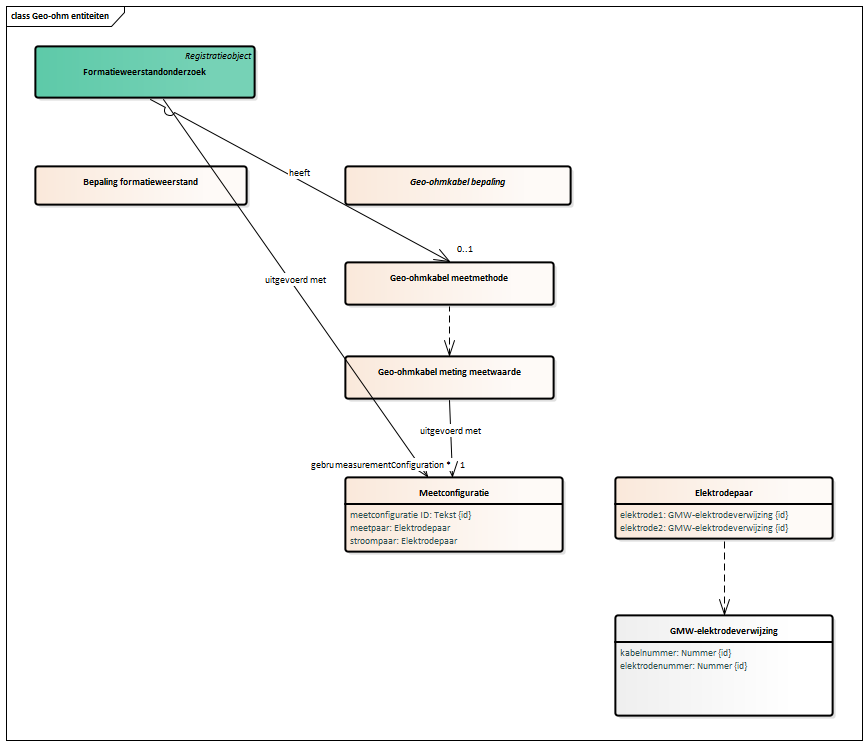 class Geo-ohm entiteiten
Registratieobject
Formatieweerstandonderzoek
heeft
Bepaling formatieweerstand
Geo-ohmkabel bepaling
0..1
Geo-ohmkabel meetmethode
uitgevoerd met
Geo-ohmkabel meting meetwaarde
uitgevoerd met
gebrumeasurementConfiguration * 1
Meetconfiguratie
meetconfiguratie ID: Tekst {id}
meetpaar: Elektrodepaar
stroompaar: Elektrodepaar
Elektrodepaar
elektrode1: GMW-elektrodeverwijzing {id}
elektrode2: GMW-elektrodeverwijzing {id}
GMW-elektrodeverwijzing
kabelnummer: Nummer {id}
elektrodenummer: Nummer {id}